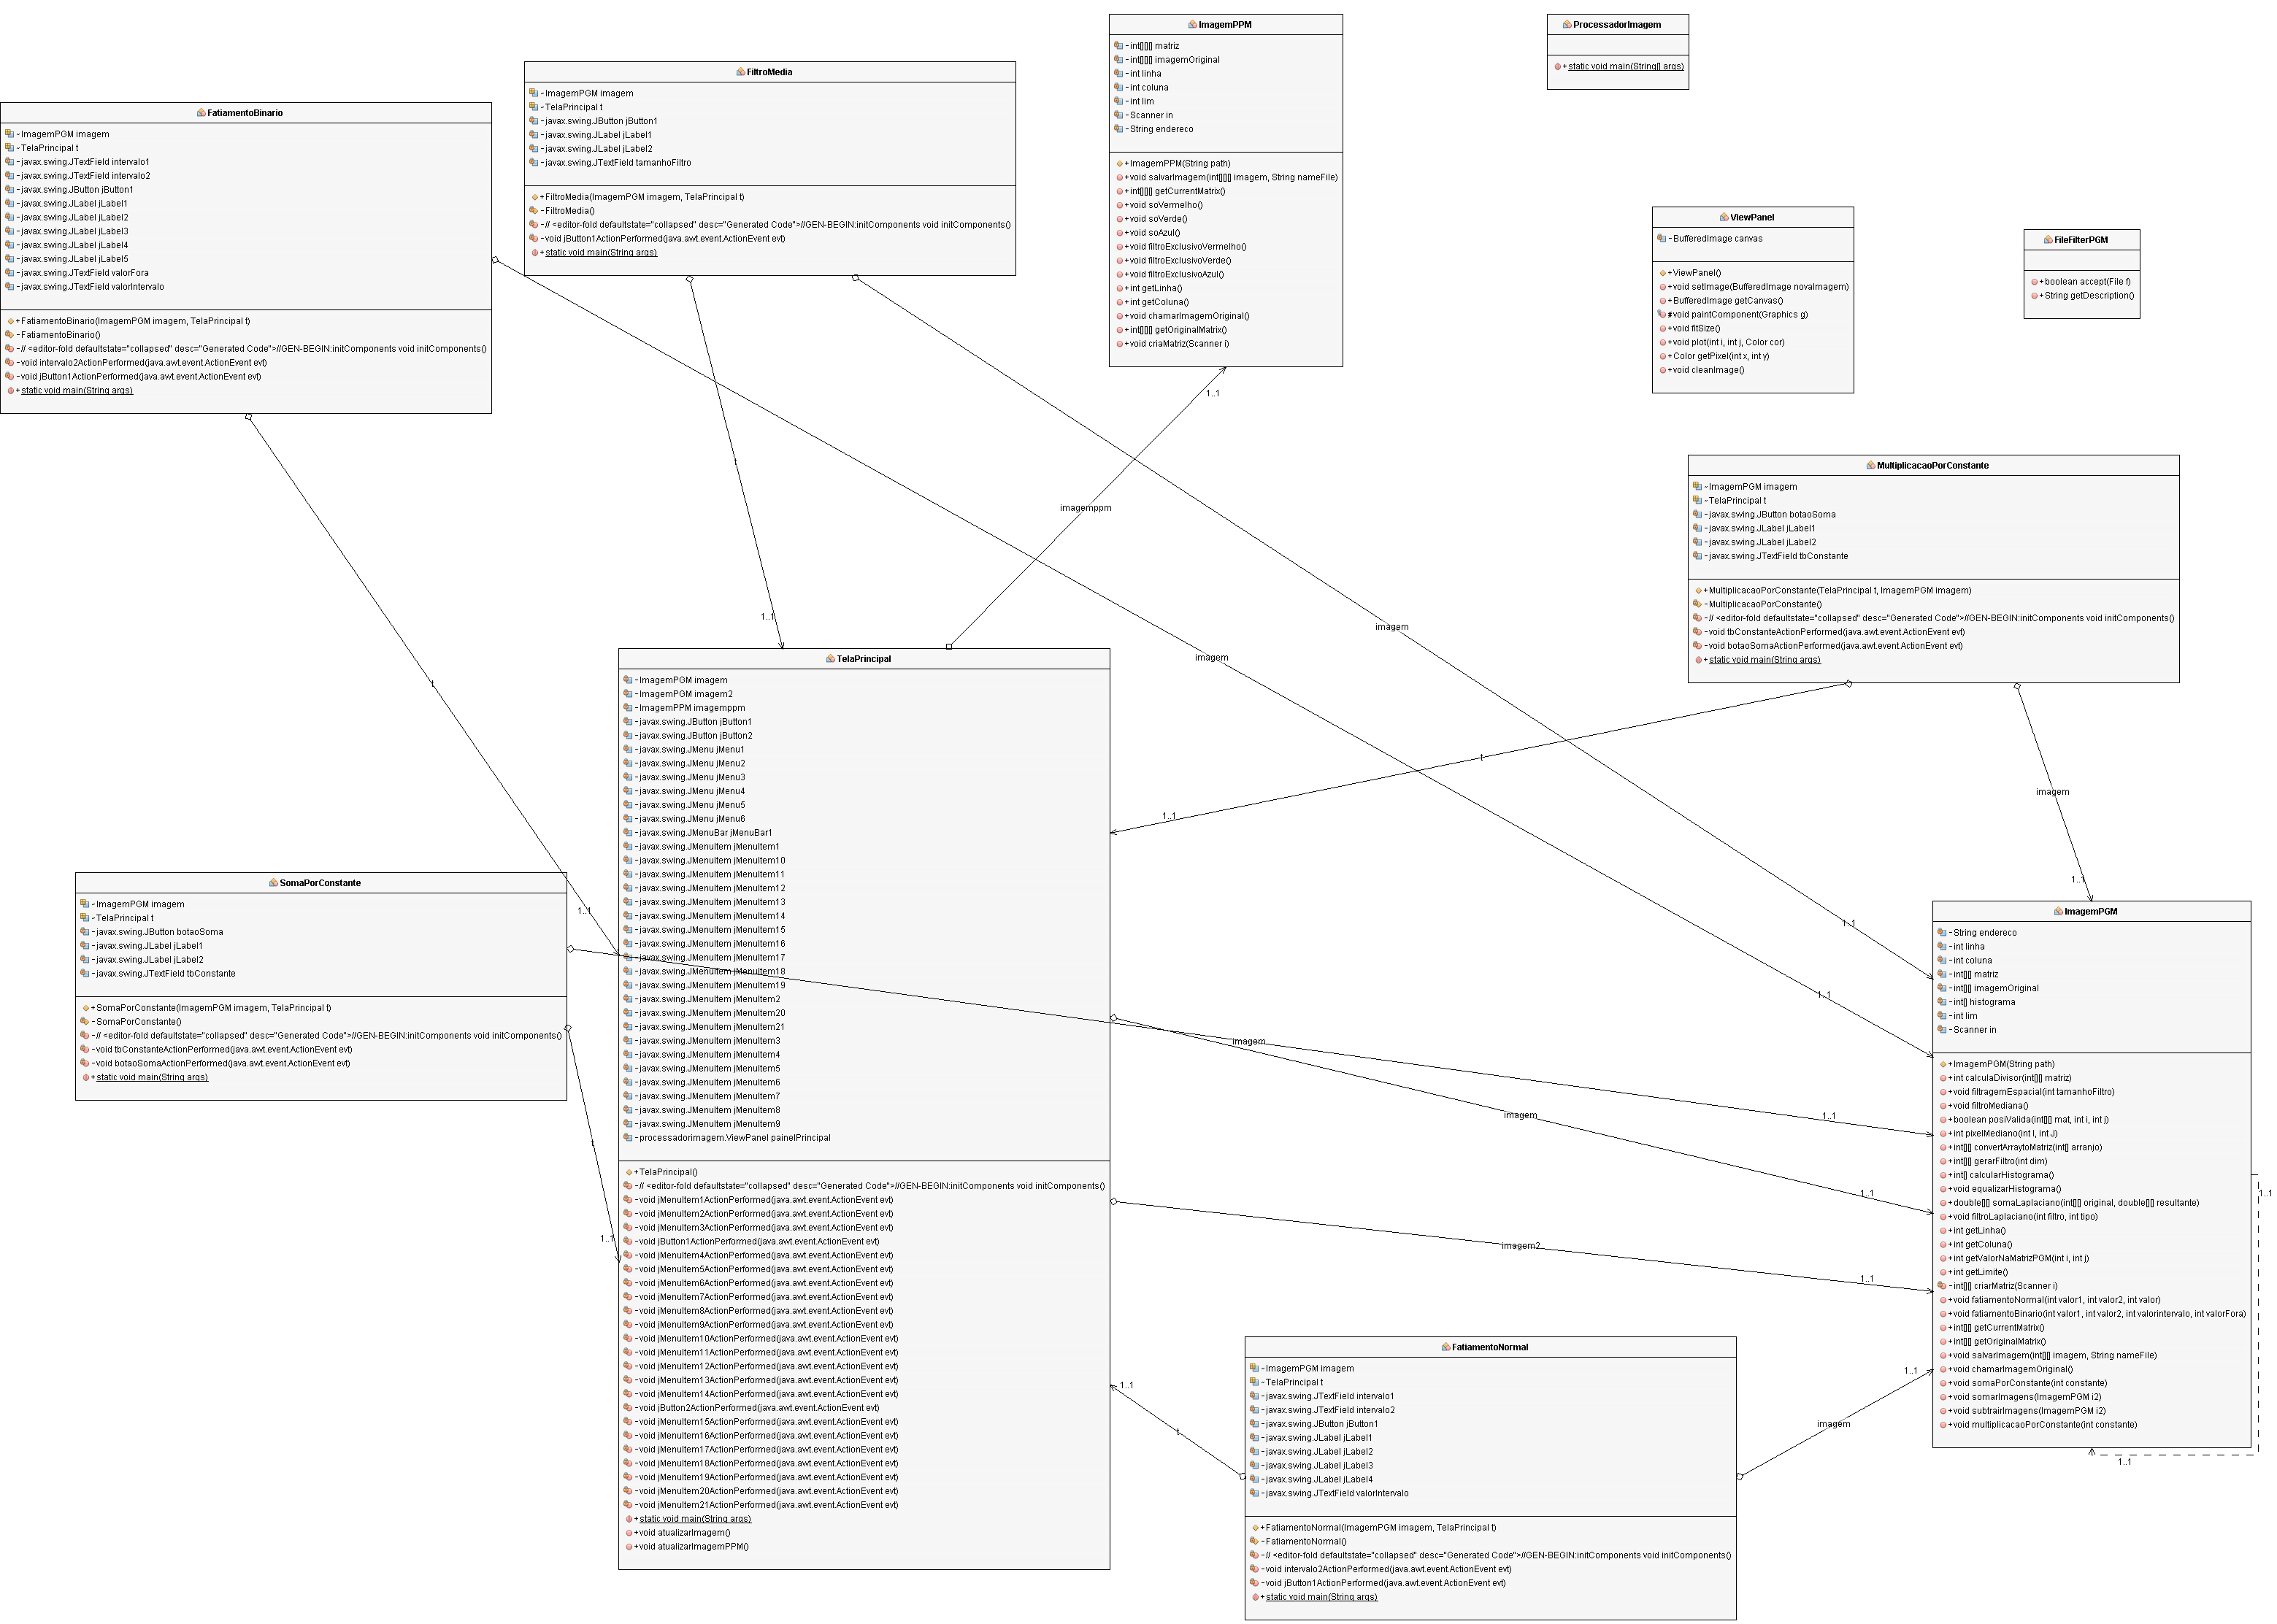 ImagemPPM
-int[][][] matriz
-int[][][] imagemOriginal
-int linha
-int coluna
-int lim
-Scanner in
-String endereco
+ImagemPPM(String path)
+void salvarImagem(int[][][] imagem, String nameFile)
+int[][][] getCurrentMatrix()
+void soVermelho()
+void soVerde()
+void soAzul()
+void filtroExclusivoVermelho()
+void filtroExclusivoVerde()
+void filtroExclusivoAzul()
+int getLinha()
+int getColuna()
+void chamarImagemOriginal()
+int[][][] getOriginalMatrix()
+void criaMatriz(Scanner i)
ProcessadorImagem
+static void main(String[] args)
FiltroMedia
-ImagemPGM imagem
-TelaPrincipal t
-javax.swing.JButton jButton1
-javax.swing.JLabel jLabel1
-javax.swing.JLabel jLabel2
-javax.swing.JTextField tamanhoFiltro
+FiltroMedia(ImagemPGM imagem, TelaPrincipal t)
-FiltroMedia()
-// <editor-fold defaultstate="collapsed" desc="Generated Code">//GEN-BEGIN:initComponents void initComponents()
-void jButton1ActionPerformed(java.awt.event.ActionEvent evt)
+static void main(String args)
FatiamentoBinario
-ImagemPGM imagem
-TelaPrincipal t
-javax.swing.JTextField intervalo1
-javax.swing.JTextField intervalo2
-javax.swing.JButton jButton1
-javax.swing.JLabel jLabel1
-javax.swing.JLabel jLabel2
-javax.swing.JLabel jLabel3
-javax.swing.JLabel jLabel4
-javax.swing.JLabel jLabel5
-javax.swing.JTextField valorFora
-javax.swing.JTextField valorIntervalo
+FatiamentoBinario(ImagemPGM imagem, TelaPrincipal t)
-FatiamentoBinario()
-// <editor-fold defaultstate="collapsed" desc="Generated Code">//GEN-BEGIN:initComponents void initComponents()
-void intervalo2ActionPerformed(java.awt.event.ActionEvent evt)
-void jButton1ActionPerformed(java.awt.event.ActionEvent evt)
+static void main(String args)
ViewPanel
-BufferedImage canvas
+ViewPanel()
+void setImage(BufferedImage novaImagem)
+BufferedImage getCanvas()
#void paintComponent(Graphics g)
+void fitSize()
+void plot(int i, int j, Color cor)
+Color getPixel(int x, int y)
+void cleanImage()
FileFilterPGM
+boolean accept(File f)
+String getDescription()
1..1
t
imagemppm
1..1
imagem
imagem
t
MultiplicacaoPorConstante
-ImagemPGM imagem
-TelaPrincipal t
-javax.swing.JButton botaoSoma
-javax.swing.JLabel jLabel1
-javax.swing.JLabel jLabel2
-javax.swing.JTextField tbConstante
+MultiplicacaoPorConstante(TelaPrincipal t, ImagemPGM imagem)
-MultiplicacaoPorConstante()
-// <editor-fold defaultstate="collapsed" desc="Generated Code">//GEN-BEGIN:initComponents void initComponents()
-void tbConstanteActionPerformed(java.awt.event.ActionEvent evt)
-void botaoSomaActionPerformed(java.awt.event.ActionEvent evt)
+static void main(String args)
t
imagem
1..1
1..1
TelaPrincipal
-ImagemPGM imagem
-ImagemPGM imagem2
-ImagemPPM imagemppm
-javax.swing.JButton jButton1
-javax.swing.JButton jButton2
-javax.swing.JMenu jMenu1
-javax.swing.JMenu jMenu2
-javax.swing.JMenu jMenu3
-javax.swing.JMenu jMenu4
-javax.swing.JMenu jMenu5
-javax.swing.JMenu jMenu6
-javax.swing.JMenuBar jMenuBar1
-javax.swing.JMenuItem jMenuItem1
-javax.swing.JMenuItem jMenuItem10
-javax.swing.JMenuItem jMenuItem11
-javax.swing.JMenuItem jMenuItem12
-javax.swing.JMenuItem jMenuItem13
-javax.swing.JMenuItem jMenuItem14
-javax.swing.JMenuItem jMenuItem15
-javax.swing.JMenuItem jMenuItem16
-javax.swing.JMenuItem jMenuItem17
-javax.swing.JMenuItem jMenuItem18
-javax.swing.JMenuItem jMenuItem19
-javax.swing.JMenuItem jMenuItem2
-javax.swing.JMenuItem jMenuItem20
-javax.swing.JMenuItem jMenuItem21
-javax.swing.JMenuItem jMenuItem3
-javax.swing.JMenuItem jMenuItem4
-javax.swing.JMenuItem jMenuItem5
-javax.swing.JMenuItem jMenuItem6
-javax.swing.JMenuItem jMenuItem7
-javax.swing.JMenuItem jMenuItem8
-javax.swing.JMenuItem jMenuItem9
-processadorimagem.ViewPanel painelPrincipal
+TelaPrincipal()
-// <editor-fold defaultstate="collapsed" desc="Generated Code">//GEN-BEGIN:initComponents void initComponents()
-void jMenuItem1ActionPerformed(java.awt.event.ActionEvent evt)
-void jMenuItem2ActionPerformed(java.awt.event.ActionEvent evt)
-void jMenuItem3ActionPerformed(java.awt.event.ActionEvent evt)
-void jButton1ActionPerformed(java.awt.event.ActionEvent evt)
-void jMenuItem4ActionPerformed(java.awt.event.ActionEvent evt)
-void jMenuItem5ActionPerformed(java.awt.event.ActionEvent evt)
-void jMenuItem6ActionPerformed(java.awt.event.ActionEvent evt)
-void jMenuItem7ActionPerformed(java.awt.event.ActionEvent evt)
-void jMenuItem8ActionPerformed(java.awt.event.ActionEvent evt)
-void jMenuItem9ActionPerformed(java.awt.event.ActionEvent evt)
-void jMenuItem10ActionPerformed(java.awt.event.ActionEvent evt)
-void jMenuItem11ActionPerformed(java.awt.event.ActionEvent evt)
-void jMenuItem12ActionPerformed(java.awt.event.ActionEvent evt)
-void jMenuItem13ActionPerformed(java.awt.event.ActionEvent evt)
-void jMenuItem14ActionPerformed(java.awt.event.ActionEvent evt)
-void jButton2ActionPerformed(java.awt.event.ActionEvent evt)
-void jMenuItem15ActionPerformed(java.awt.event.ActionEvent evt)
-void jMenuItem16ActionPerformed(java.awt.event.ActionEvent evt)
-void jMenuItem17ActionPerformed(java.awt.event.ActionEvent evt)
-void jMenuItem18ActionPerformed(java.awt.event.ActionEvent evt)
-void jMenuItem19ActionPerformed(java.awt.event.ActionEvent evt)
-void jMenuItem20ActionPerformed(java.awt.event.ActionEvent evt)
-void jMenuItem21ActionPerformed(java.awt.event.ActionEvent evt)
+static void main(String args)
+void atualizarImagem()
+void atualizarImagemPPM()
SomaPorConstante
-ImagemPGM imagem
-TelaPrincipal t
-javax.swing.JButton botaoSoma
-javax.swing.JLabel jLabel1
-javax.swing.JLabel jLabel2
-javax.swing.JTextField tbConstante
+SomaPorConstante(ImagemPGM imagem, TelaPrincipal t)
-SomaPorConstante()
-// <editor-fold defaultstate="collapsed" desc="Generated Code">//GEN-BEGIN:initComponents void initComponents()
-void tbConstanteActionPerformed(java.awt.event.ActionEvent evt)
-void botaoSomaActionPerformed(java.awt.event.ActionEvent evt)
+static void main(String args)
1..1
t
1..1
1..1
1..1
imagem
1..1
imagem
1..1
imagem2
1..1
ImagemPGM
-String endereco
-int linha
-int coluna
-int[][] matriz
-int[][] imagemOriginal
-int[] histograma
-int lim
-Scanner in
+ImagemPGM(String path)
+int calculaDivisor(int[][] matriz)
+void filtragemEspacial(int tamanhoFiltro)
+void filtroMediana()
+boolean posiValida(int[][] mat, int i, int j)
+int pixelMediano(int I, int J)
+int[][] convertArraytoMatriz(int[] arranjo)
+int[][] gerarFiltro(int dim)
+int[] calcularHistograma()
+void equalizarHistograma()
+double[][] somaLaplaciano(int[][] original, double[][] resultante)
+void filtroLaplaciano(int filtro, int tipo)
+int getLinha()
+int getColuna()
+int getValorNaMatrizPGM(int i, int j)
+int getLimite()
-int[][] criarMatriz(Scanner i)
+void fatiamentoNormal(int valor1, int valor2, int valor)
+void fatiamentoBinario(int valor1, int valor2, int valorintervalo, int valorFora)
+int[][] getCurrentMatrix()
+int[][] getOriginalMatrix()
+void salvarImagem(int[][] imagem, String nameFile)
+void chamarImagemOriginal()
+void somaPorConstante(int constante)
+void somarImagens(ImagemPGM i2)
+void subtrairImagens(ImagemPGM i2)
+void multiplicacaoPorConstante(int constante)
1..1
1..1
FatiamentoNormal
-ImagemPGM imagem
-TelaPrincipal t
-javax.swing.JTextField intervalo1
-javax.swing.JTextField intervalo2
-javax.swing.JButton jButton1
-javax.swing.JLabel jLabel1
-javax.swing.JLabel jLabel2
-javax.swing.JLabel jLabel3
-javax.swing.JLabel jLabel4
-javax.swing.JTextField valorIntervalo
+FatiamentoNormal(ImagemPGM imagem, TelaPrincipal t)
-FatiamentoNormal()
-// <editor-fold defaultstate="collapsed" desc="Generated Code">//GEN-BEGIN:initComponents void initComponents()
-void intervalo2ActionPerformed(java.awt.event.ActionEvent evt)
-void jButton1ActionPerformed(java.awt.event.ActionEvent evt)
+static void main(String args)
1..1
t
imagem
1..1